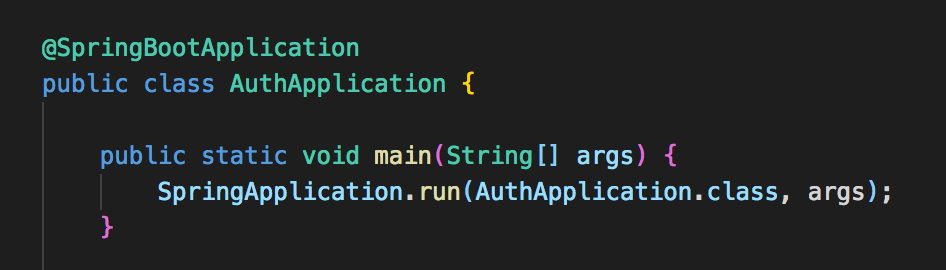 @SpringBootApplication
public class AuthApplication {
public static void main(String[] args) {
SpringApplication.run(AuthApplication.class, args);
}